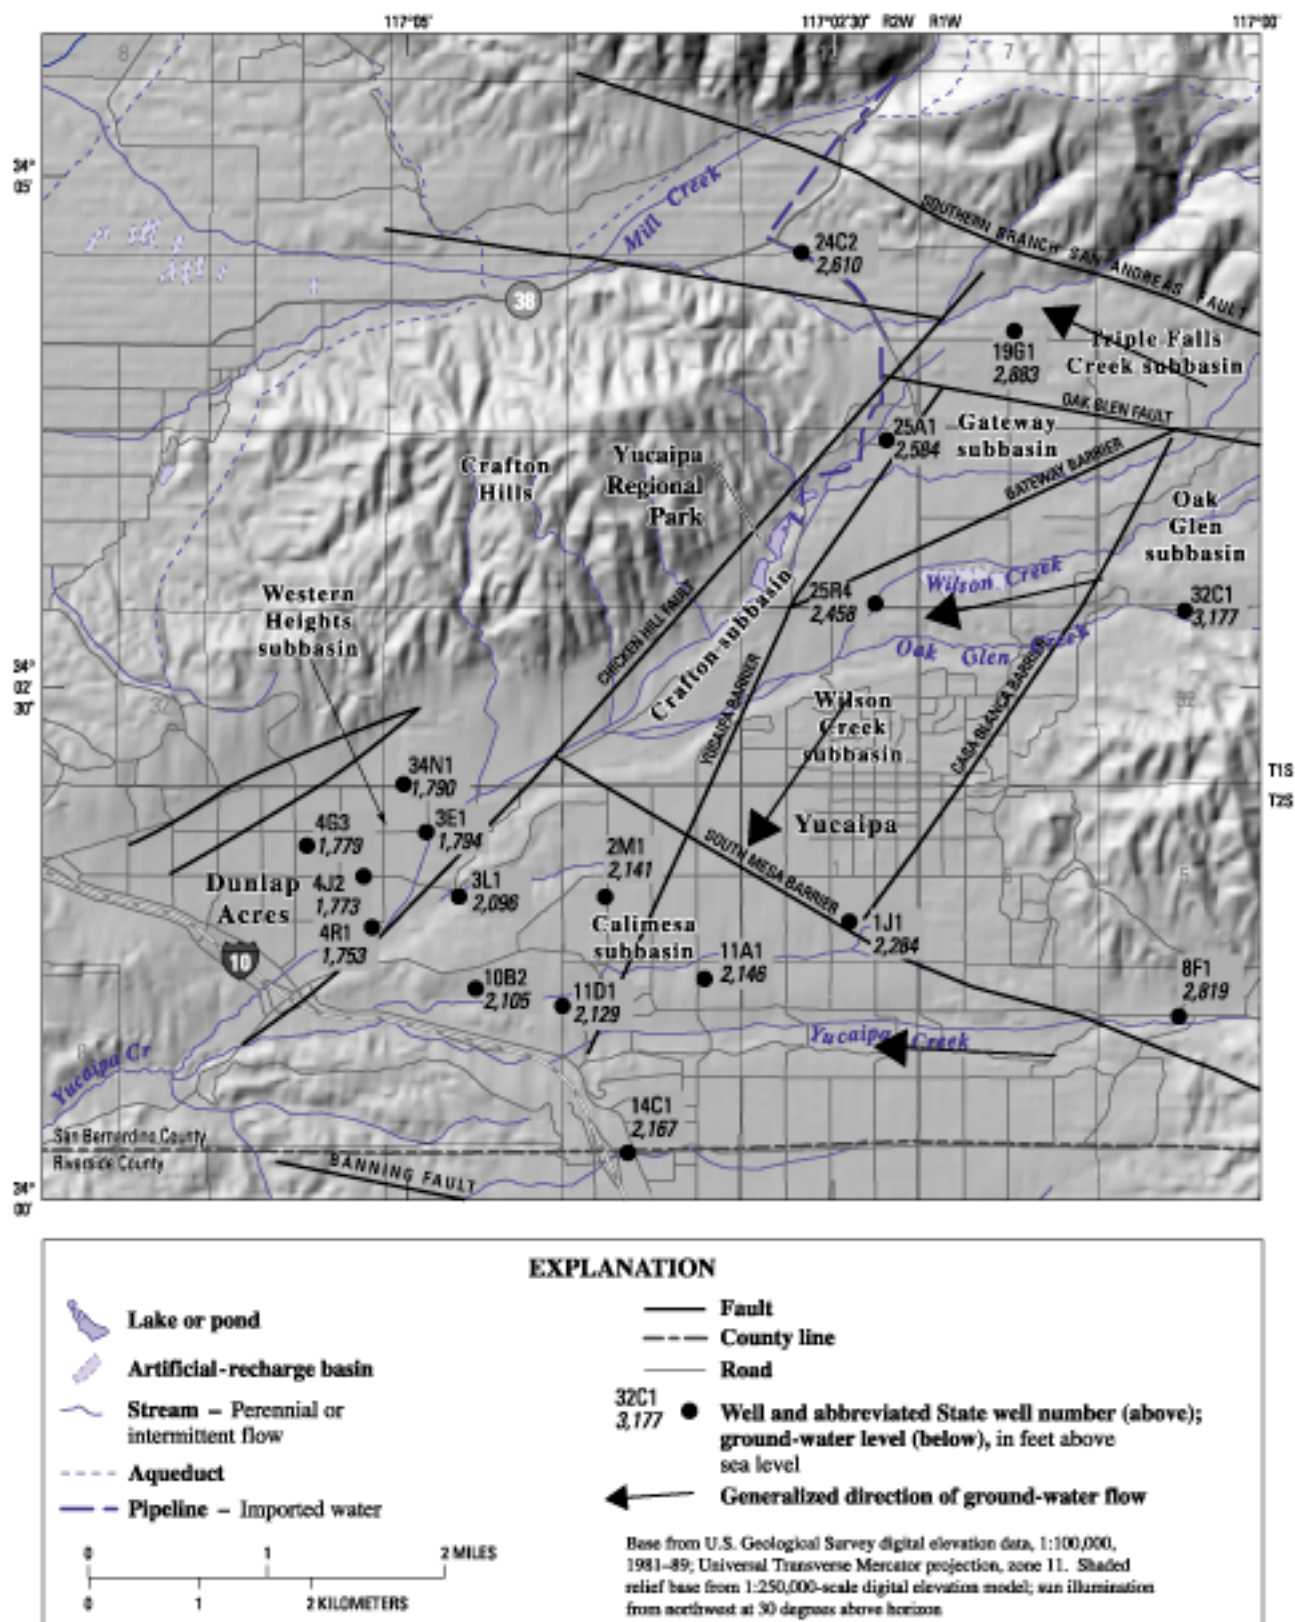 117°05'
117°02'30"
R2W
R1W
117°00'
8
7
34°
05'
Mill Creek
24C2
2,610
SOUTHERN BRANCH SAN ANDREAS FAULT
38
19G1
2,883
Triple Falls
Creek subbasin
OAK GLEN FAULT
25A1
2,584
Gateway
subbasin
GATEWAY BARRIER
Crafton
Hills
Yucaipa
Regional
Park
Oak
Glen
subbasin
Western
Heights
subbasin
CHICKEN HILL FAULT
Crafton subbasin
25R4
2,458
Wilson Creek
32C1
3,177
Oak Glen Creek
34°
02'
30"
32
YUCAIPA BARRIER
Wilson
Creek
subbasin
CASA BLANCA BARRIER
T1S
T2S
34N1
1,790
4G3
1,779
3E1
1,794
Yucaipa
SOUTH MESA BARRIER
2M1
2,141
Dunlap
Acres
4J2
1,773
3L1
2,096
4R1
1,753
Calimesa
subbasin
1J1
2,284
1
6
5
10
11A1
2,146
10B2
2,105
11D1
2,129
8F1
2,819
Yucaipa Creek
Yucaipa Cr
14C1
2,167
San Bernardino County
Riverside County
BANNING FAULT
34°
00'
EXPLANATION
Lake or pond
Artificial-recharge basin
Stream – Perennial or
intermittent flow
Aqueduct
Pipeline – Imported water
0 1 2 MILES
0 1 2 KILOMETERS
Fault
County line
Road
32C1
3,177
Well and abbreviated State well number (above);
ground-water level (below), in feet above
sea level
Generalized direction of ground-water flow
Base from U.S. Geological Survey digital elevation data, 1:100,000,
1981–89; Universal Transverse Mercator projection, zone 11. Shaded
relief base from 1:250,000-scale digital elevation model; sun illumination
from northwest at 30 degrees above horizon